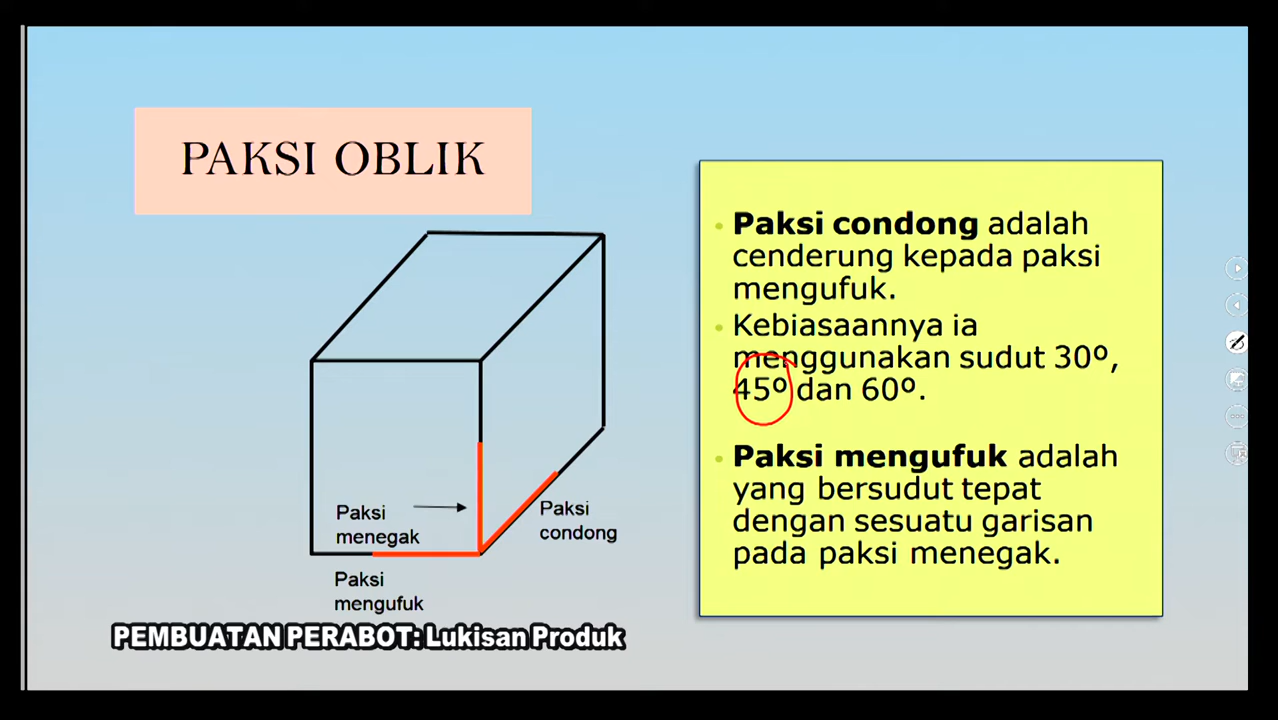 PAKSI OBLIK
Paksi condong adalah
cenderung kepada paksi
mengufuk.
Kebiasaannya ia
menggunakan sudut 30º,
45º dan 60º.
Paksi mengufuk adalah
yang bersudut tepat
dengan sesuatu garisan
pada paksi menegak.
Paksi
menegak
Paksi
condong
Paksi
mengufuk
PEMBUATAN PERABOT: Lukisan Produk